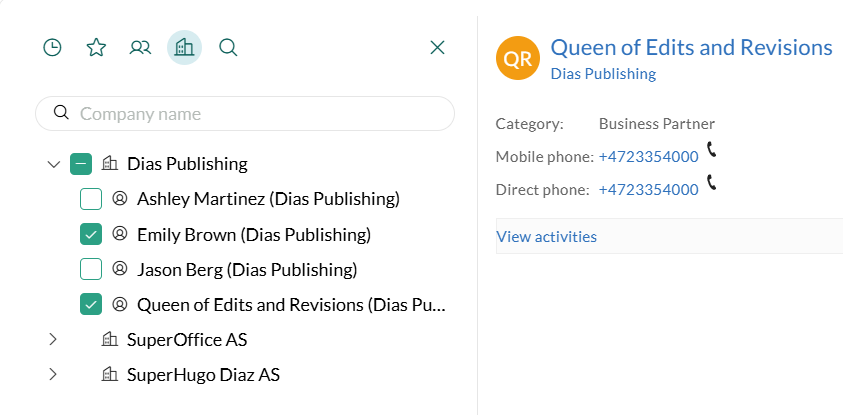 Company name
Dias Publishing
Ashley Martinez (Dias Publishing)
Emily Brown (Dias Publishing)
Jason Berg (Dias Publishing)
Queen of Edits and Revisions (Dias Pu...
SuperOffice AS
SuperHugo Diaz AS
QR
Queen of Edits and Revisions
Dias Publishing
Category: Business Partner
Mobile phone: +4723354000
Direct phone: +4723354000
View activities